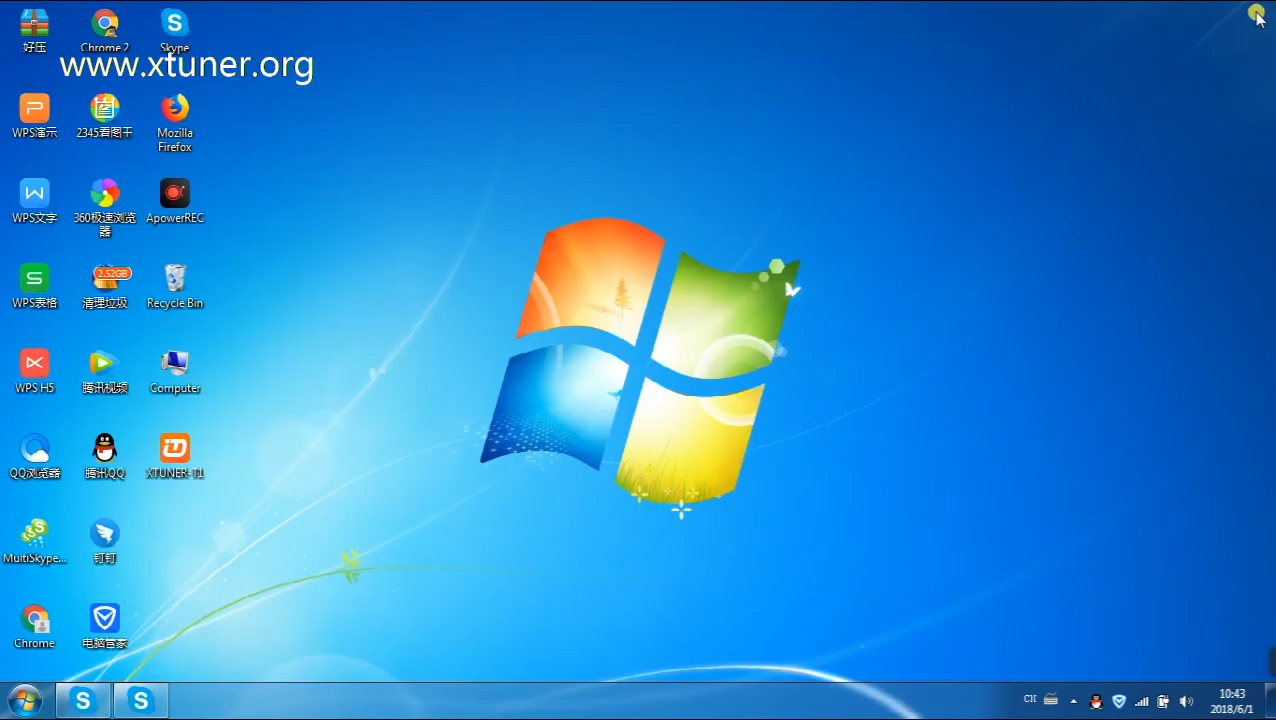 好压
Chrome 2
Skype
www.xtuner.org
WPS演示
2345看图王
Mozilla
Firefox
WPS文字
360极速浏览
器
ApowerREC
WPS表格
2.52GB
清理垃圾
Recycle Bin
WPS H5
腾讯视频
Computer
QQ浏览器
腾讯QQ
XTUNER-T1
MultiSkype...
钉钉
Chrome
电脑管家
CH
10:43
2018/6/1